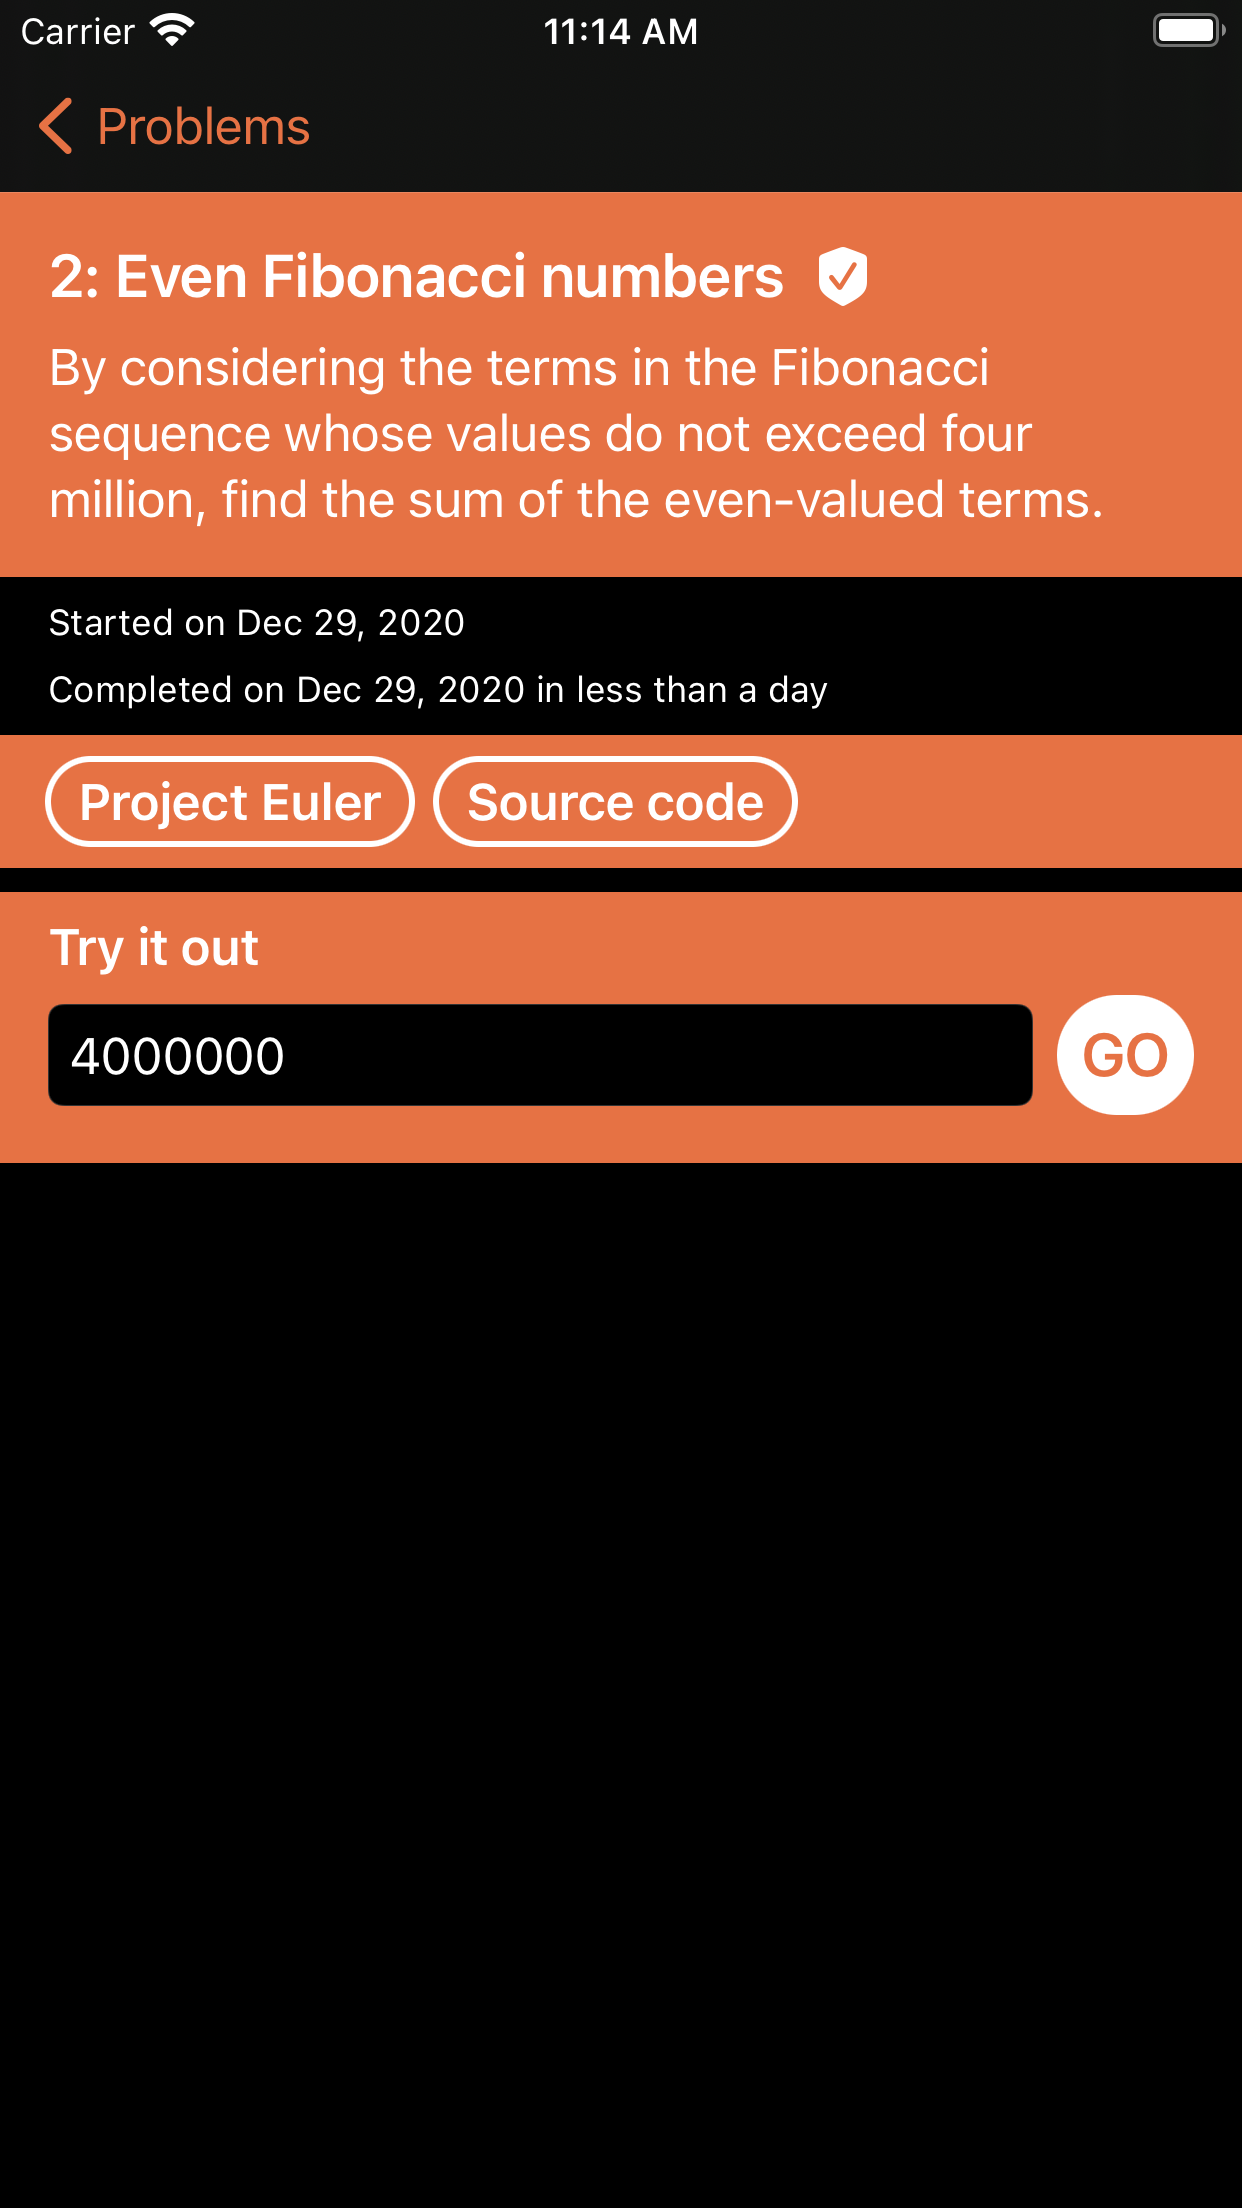 Carrier 11:14 AM
Problems
2: Even Fibonacci numbers
By considering the terms in the Fibonacci
sequence whose values do not exceed four
million, find the sum of the even-valued terms.
Started on Dec 29, 2020
Completed on Dec 29, 2020 in less than a day
Project Euler Source code
Try it out
4000000 GO